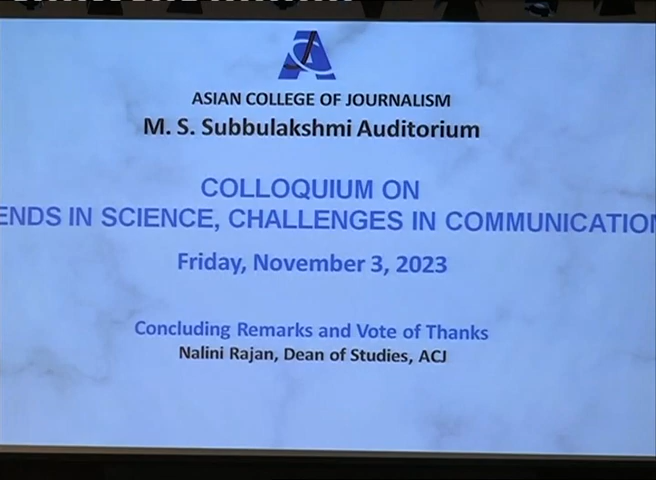 ASIAN COLLEGE OF JOURNALISM
M. S. Subbulakshmi Auditorium
COLLOQUIUM ON
ENDS IN SCIENCE, CHALLENGES IN COMMUNICATION
Friday, November 3, 2023
Concluding Remarks and Vote of Thanks
Nalini Rajan, Dean of Studies, ACJ